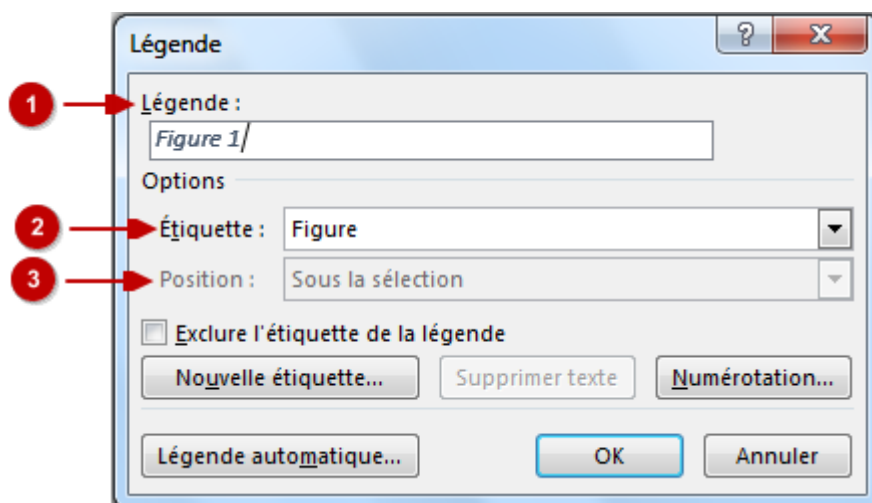 Légende
?
1 Légende :
Figure 1
Options
2 Étiquette : Figure
3 Position : Sous la sélection
Exclure l'étiquette de la légende
Nouvelle étiquette... Supprimer texte Numérotation...
Légende automatique... OK Annuler